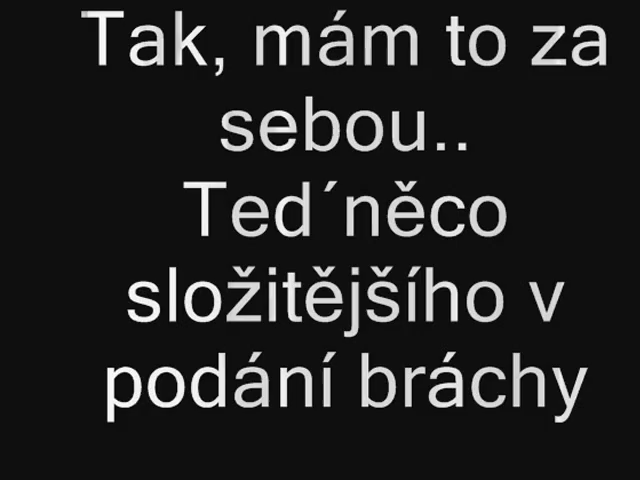 Tak, mám to za
sebou..
Ted´něco
složitějšího v
podání bráchy